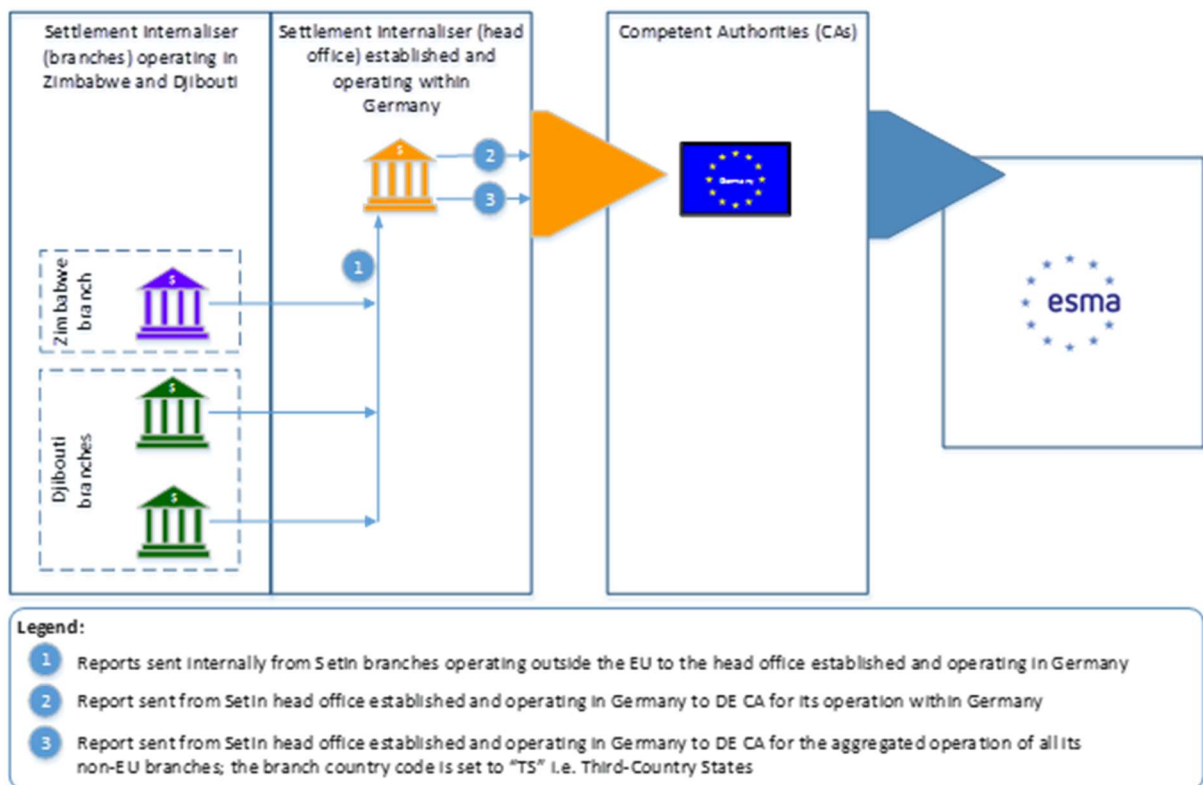 Settlement Internaliser
(branches) operating in
Zimbabwe and Djibouti
Settlement Internaliser (head
office) established and
operating within
Germany
Competent Authorities (CAs)
$
2
3
Germany
1
Zimbabwe
branch
$
esma
Djibouti
branches
$
$
Legend:
1 Reports sent internally from SetIn branches operating outside the EU to the head office established and operating in Germany
2 Report sent from SetIn head office established and operating in Germany to DE CA for its operation within Germany
3 Report sent from SetIn head office established and operating in Germany to DE CA for the aggregated operation of all its
non-EU branches; the branch country code is set to "TS" i.e. Third-Country States